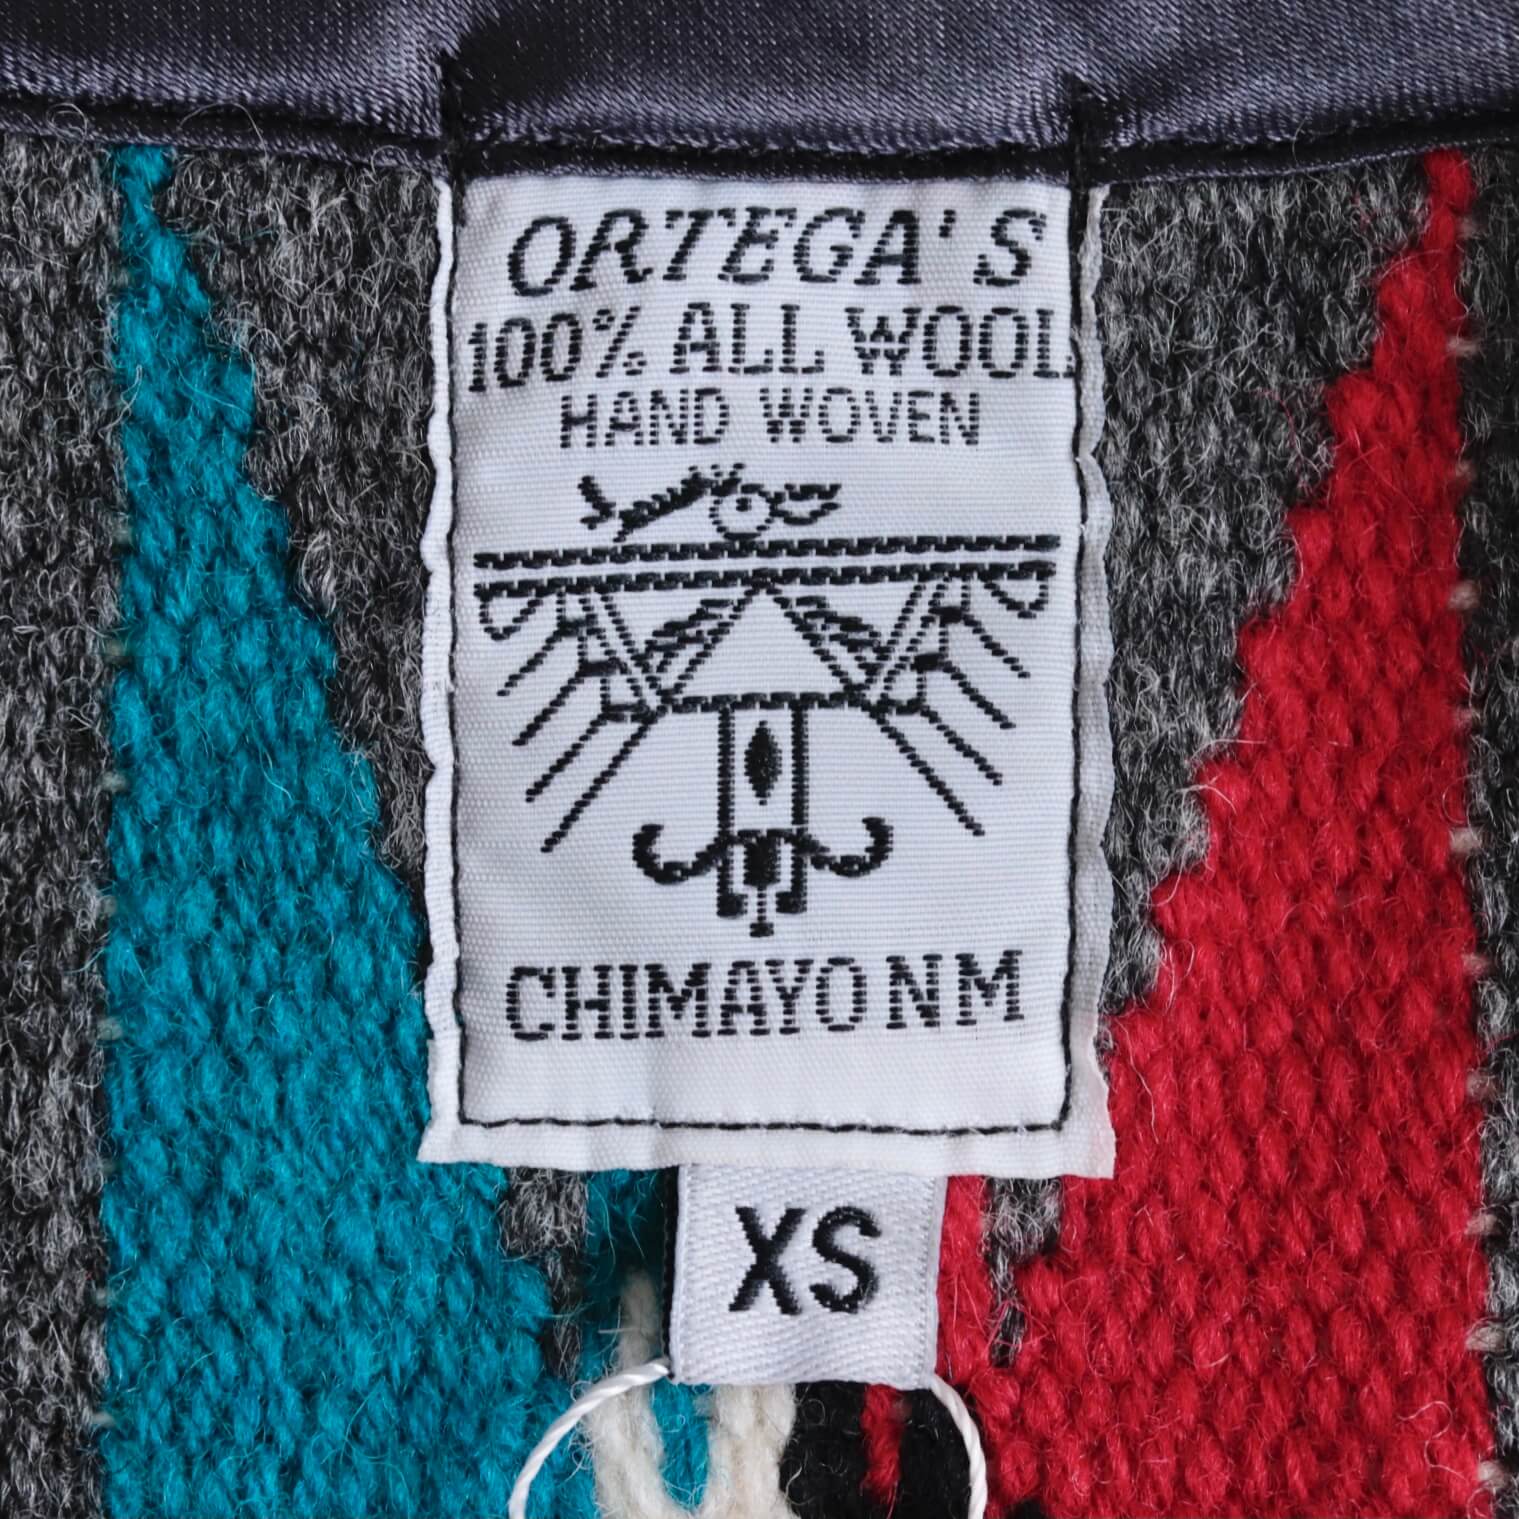 ORTEGA'S
100% ALL WOOL
HAND WOVEN
CHIMAYO NM
XS